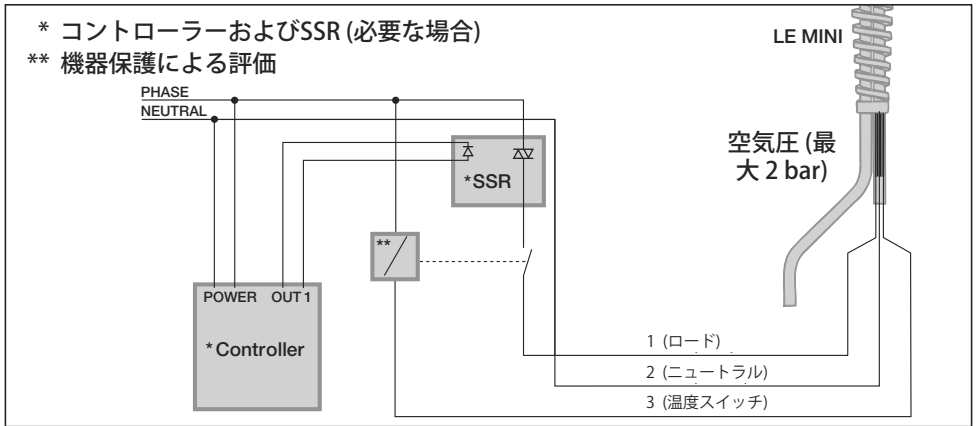 * コントローラーおよびSSR (必要な場合)
** 機器保護による評価
LE MINI
PHASE
NEUTRAL
空気圧 (最
大 2 bar)
*SSR
**
POWER OUT 1
*Controller
1 (ロード)
2 (ニュートラル)
3 (温度スイッチ)